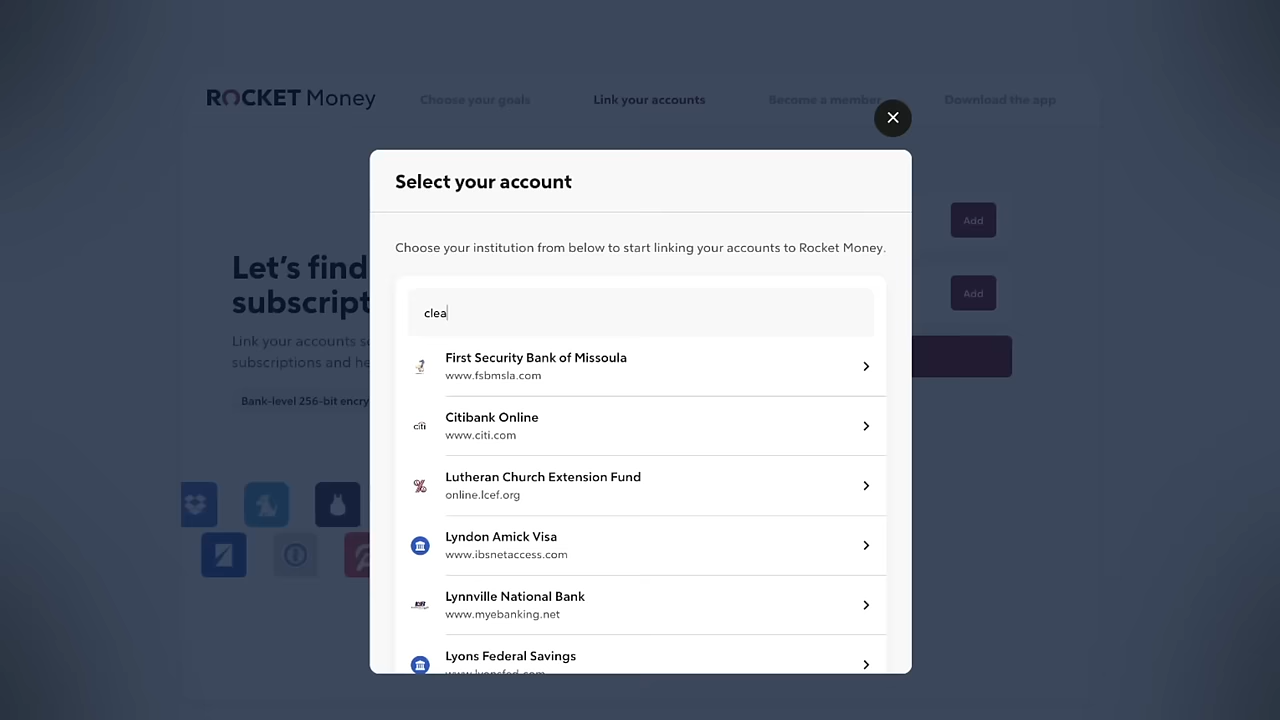 ROCKET Money
Choose your goals
Link your accounts
Become a member
Download the app
Select your account
Choose your institution from below to start linking your accounts to Rocket Money.
clea
First Security Bank of Missoula
www.fsbmsla.com
Citibank Online
www.citi.com
Lutheran Church Extension Fund
online.lcef.org
Lyndon Amick Visa
www.ibsnetaccess.com
Lynnville National Bank
www.myebanking.net
Lyons Federal Savings
www.lyonsfed.com
Let's find
subscript
Link your accounts s
subscriptions and he
Bank-level 256-bit encry
Add
Add
citi